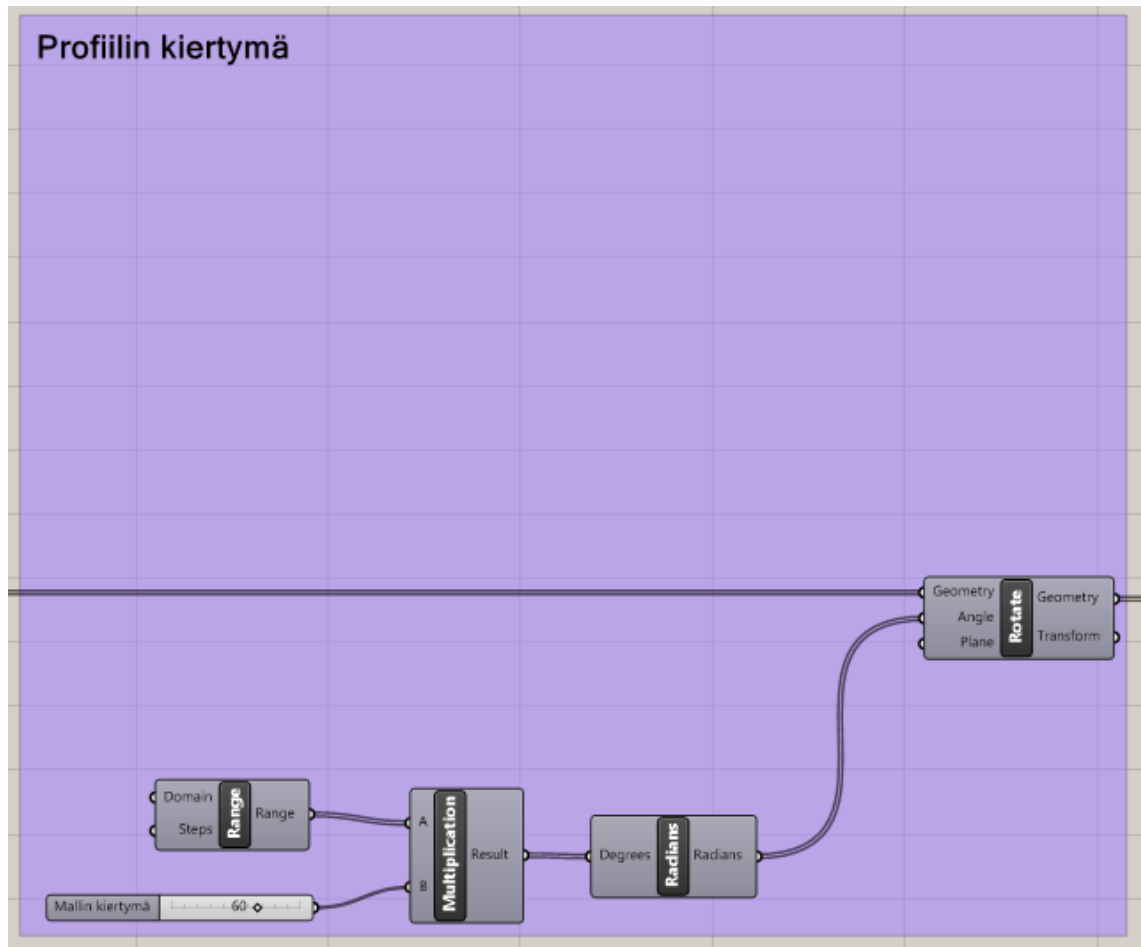 Profiilin kiertymä
Geometry
Angle
Plane
Rotate
Geometry
Transform
Domain
Steps
Range
Range
A
B
Multiplication
Result
Degrees
Radians
Radians
Mallin kiertymä
60